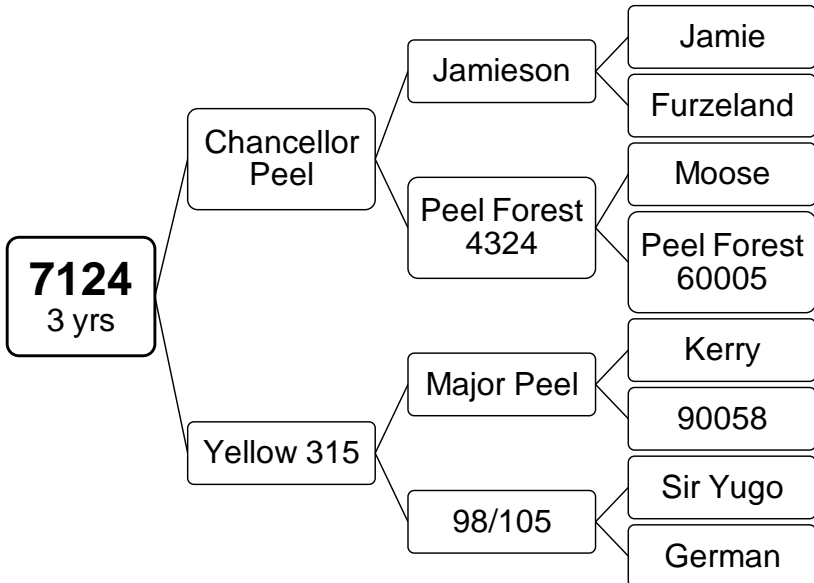 7124
3 yrs
Chancellor
Peel
Yellow 315
Jamieson
Peel Forest
4324
Major Peel
98/105
Jamie
Furzeland
Moose
Peel Forest
60005
Kerry
90058
Sir Yugo
German